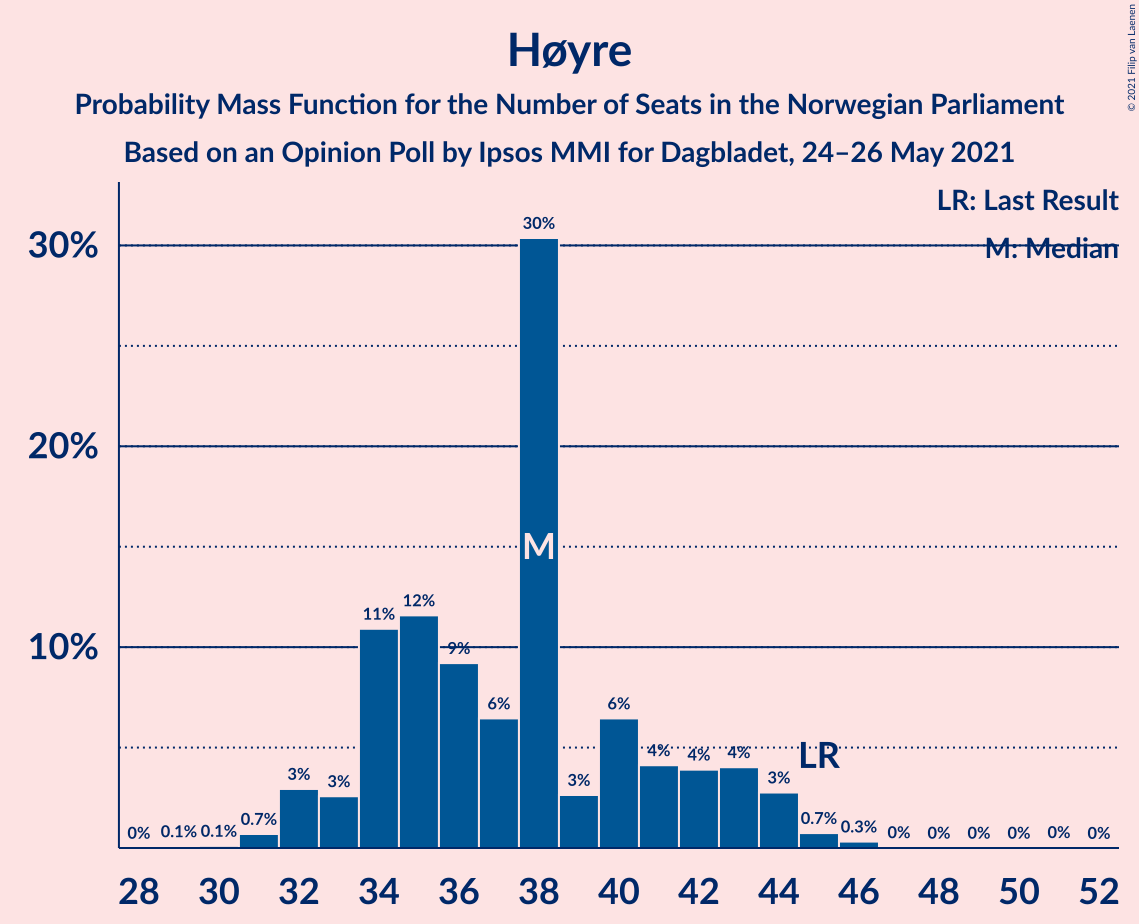 Høyre
Probability Mass Function for the Number of Seats in the Norwegian Parliament
Based on an Opinion Poll by Ipsos MMI for Dagbladet, 24–26 May 2021
© 2021 Filip van Laenen
LR: Last Result
M: Median
30%
20%
10%
0% 0.1% 0.1% 0.7% 3% 3% 11% 12% 9% 6% 30% 3% 6% 4% 4% 4% 3% 0.7% 0.3% 0% 0% 0% 0% 0% 0%
M
LR
28 30 32 34 36 38 40 42 44 46 48 50 52